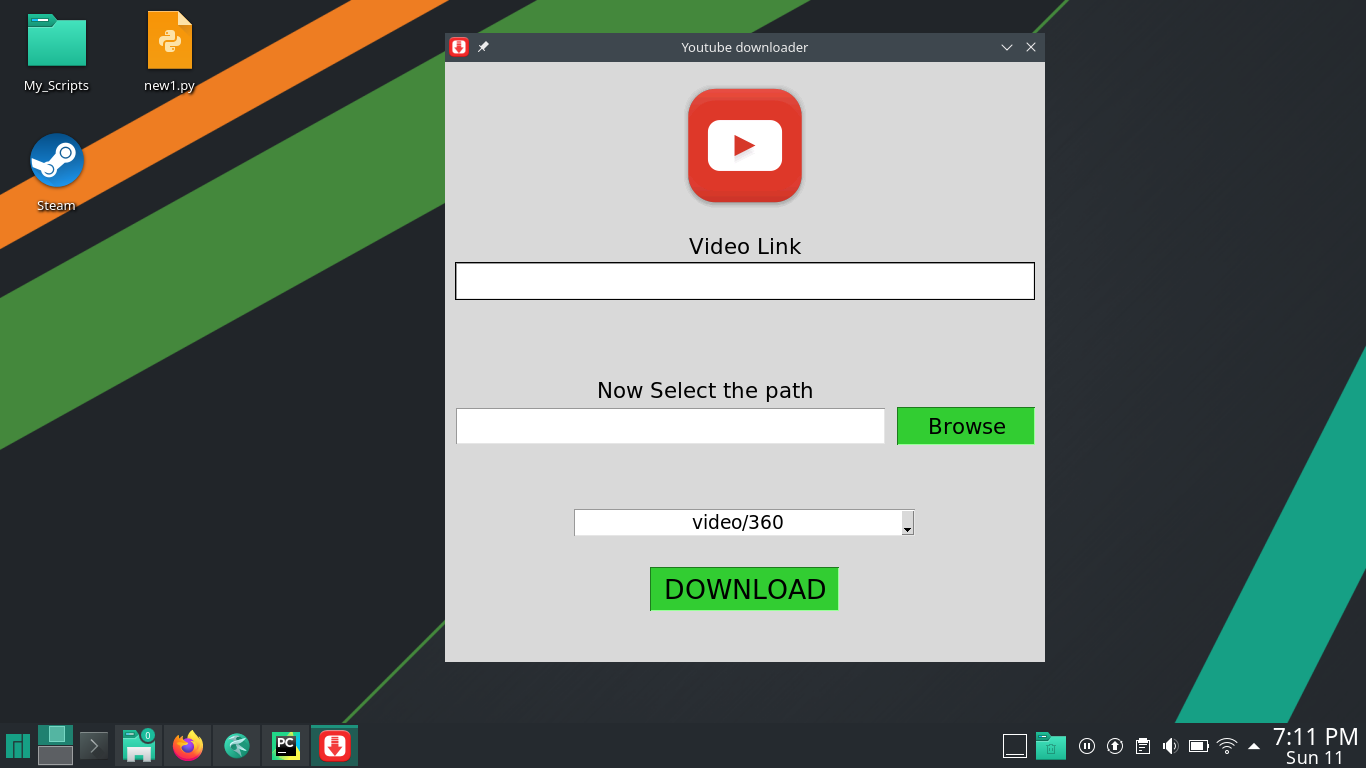 My_Scripts
new1.py
Steam
Youtube downloader
Video Link
Now Select the path
Browse
video/360
DOWNLOAD
0
PC
7:11 PM
Sun 11